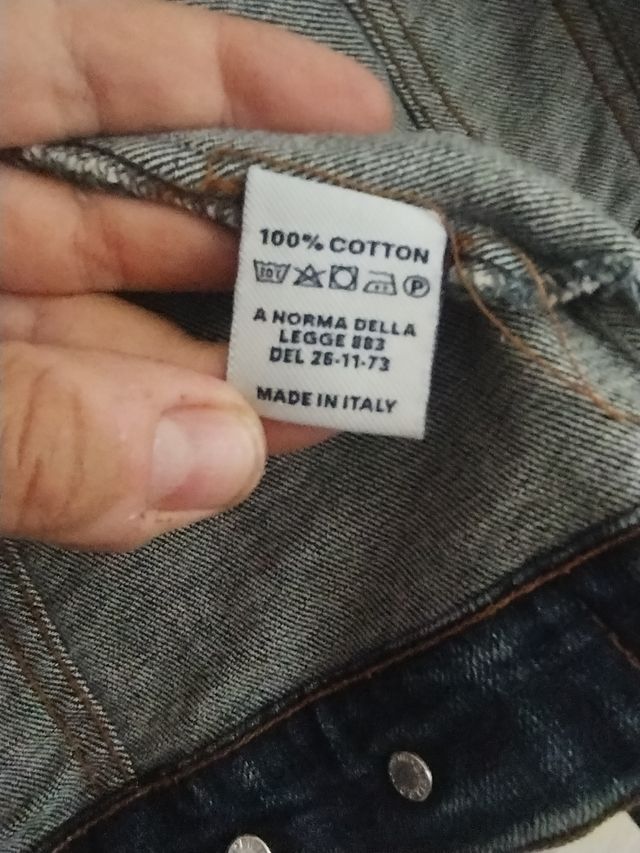 100% COTTON
A NORMA DELLA
LEGGE 883
DEL 26-11-73
MADE IN ITALY